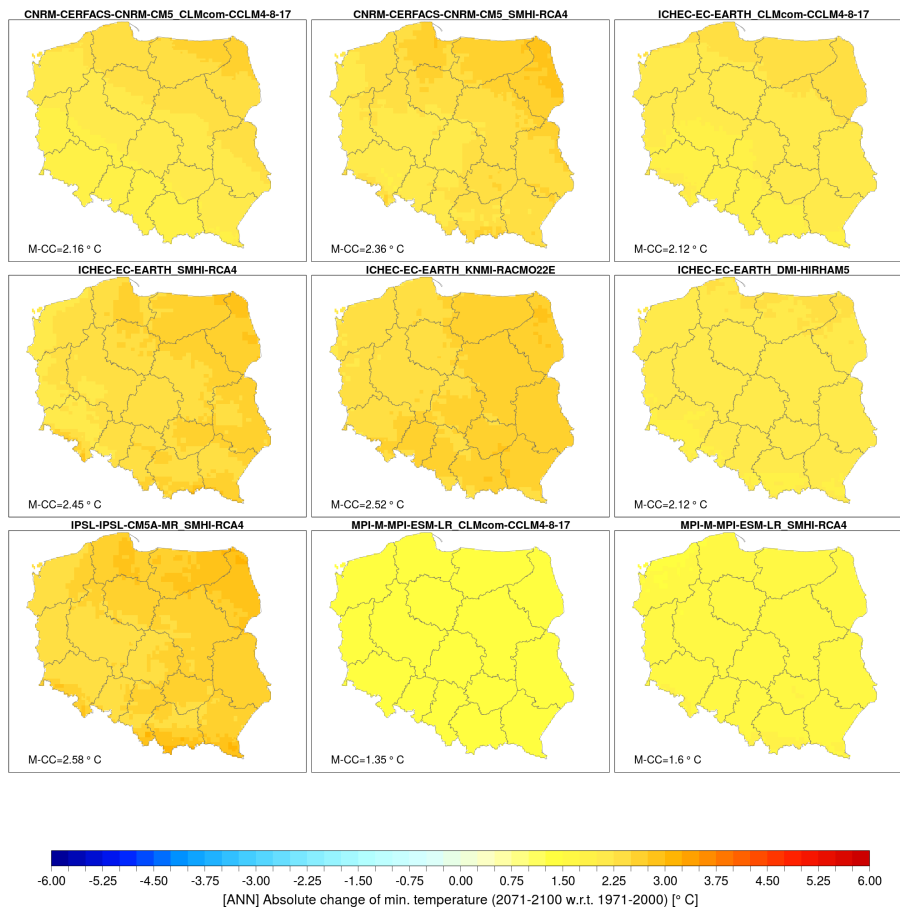 CNRM-CERFACS-CNRM-CM5_CLMcom-CCLM4-8-17
CNRM-CERFACS-CNRM-CM5_SMHI-RCA4
ICHEC-EC-EARTH_CLMcom-CCLM4-8-17
M-CC=2.16 ° C
M-CC=2.36 ° C
M-CC=2.12 ° C
ICHEC-EC-EARTH_SMHI-RCA4
ICHEC-EC-EARTH_KNMI-RACMO22E
ICHEC-EC-EARTH_DMI-HIRHAM5
M-CC=2.45 ° C
M-CC=2.52 ° C
M-CC=2.12 ° C
IPSL-IPSL-CM5A-MR_SMHI-RCA4
MPI-M-MPI-ESM-LR_CLMcom-CCLM4-8-17
MPI-M-MPI-ESM-LR_SMHI-RCA4
M-CC=2.58 ° C
M-CC=1.35 ° C
M-CC=1.6 ° C
-6.00 -5.25 -4.50 -3.75 -3.00 -2.25 -1.50 -0.75 0.00 0.75 1.50 2.25 3.00 3.75 4.50 5.25 6.00
[ANN] Absolute change of min. temperature (2071-2100 w.r.t. 1971-2000) [° C]